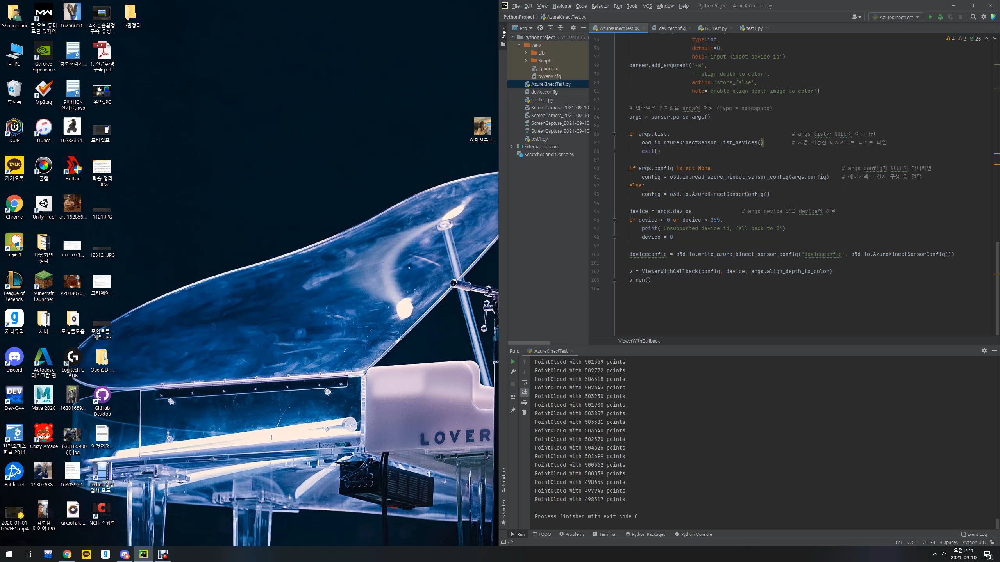 SSung_mini
콜 오브 듀티 모던 워페어
16256600...
AR 실습환경 구축_유성...
화면정리
내 PC
GeForce Experience
정보처리기...
1. 실습환경 구축.pdf
휴지통
Mp3tag
현대HCN 전기료.hwp
우와.JPG
iCUE
iTunes
16283354...
모바일프...
여자친구!!!....
카카오톡
꿀캠
ExitLag
학습 정리 1.JPG
Chrome
Unity Hub
art_162856...
1121.JPG
고클린
바탕화면 정리
ㅁㄴㅇ라...
123121.JPG
League of Legends
Minecraft Launcher
P2018070...
크리에이...
지니뮤직
서버
모닝콜모음
포인트클... 에러.JPG
Discord
Autodesk 데스크탑 앱
Logitech G HUB
Open3D-...
Dev-C++
Maya 2020
16301659...
GitHub Desktop
한컴오피스 한글 2014
Crazy Arcade
1630165900 (1).jpg
이것저것...
Battle.net
16307638...
16303952...
Debut 영상 캡쳐 프로...
2020-01-01 LOVERS.mp4
김보용 아이야.JPG
KakaoTalk_...
NCH 스위트
LOVER
File Edit View Navigate Code Refactor Run Tools VCS Window Help PythonProject - AzureKinectTest.py
PythonProject AzureKinectTest.py
AzureKinectTest
Project
Pro...
AzureKinectTest.py deviceconfig GUITest.py test1.py
4 3 26
PythonProject C:₩Users₩SSu
venv
Lib
Scripts
.gitignore
pyvenv.cfg
AzureKinectTest.py
deviceconfig
GUITest.py
ScreenCamera_2021-09-10
ScreenCamera_2021-09-10
ScreenCapture_2021-09-10
ScreenCapture_2021-09-10
test1.py
External Libraries
Scratches and Consoles
75 type=int,
76 default=0,
77 help='input kinect device id')
78 parser.add_argument('-a',
79 '--align_depth_to_color',
80 action='store_false',
81 help='enable align depth image to color')
82
83 # 입력받은 인자값을 args에 저장 (type = namespace)
84 args = parser.parse_args()
85
86 if args.list: # args.list가 NULL이 아니라면
87 o3d.io.AzureKinectSensor.list_devices() # 사용 가능한 애저키넥트 리스트 나열
88 exit()
89
90 if args.config is not None: # args.config가 NULL이 아니라면
91 config = o3d.io.read_azure_kinect_sensor_config(args.config) # 애저키넥트 센서 구성 값 전달
92 else:
93 config = o3d.io.AzureKinectSensorConfig()
94
95 device = args.device # args.device 값을 device에 전달
96 if device < 0 or device > 255:
97 print('Unsupported device id, fall back to 0')
98 device = 0
99
100 deviceconfig = o3d.io.write_azure_kinect_sensor_config("deviceconfig", o3d.io.AzureKinectSensorConfig())
101
102 v = ViewerWithCallback(config, device, args.align_depth_to_color)
103 v.run()
104
ViewerWithCallback
Run: AzureKinectTest
PointCloud with 501359 points.
PointCloud with 502772 points.
PointCloud with 504518 points.
PointCloud with 502643 points.
PointCloud with 503230 points.
PointCloud with 501900 points.
PointCloud with 503857 points.
PointCloud with 503381 points.
PointCloud with 503640 points.
PointCloud with 502570 points.
PointCloud with 504626 points.
PointCloud with 501499 points.
PointCloud with 500562 points.
PointCloud with 500038 points.
PointCloud with 498654 points.
PointCloud with 497943 points.
PointCloud with 498517 points.
Process finished with exit code 0
Structure
Favorites
Run TODO Problems Terminal Python Packages Python Console Event Log
8:1 CRLF UTF-8 4 spaces Python 3.8
가 오전 2:11
2021-09-10
3